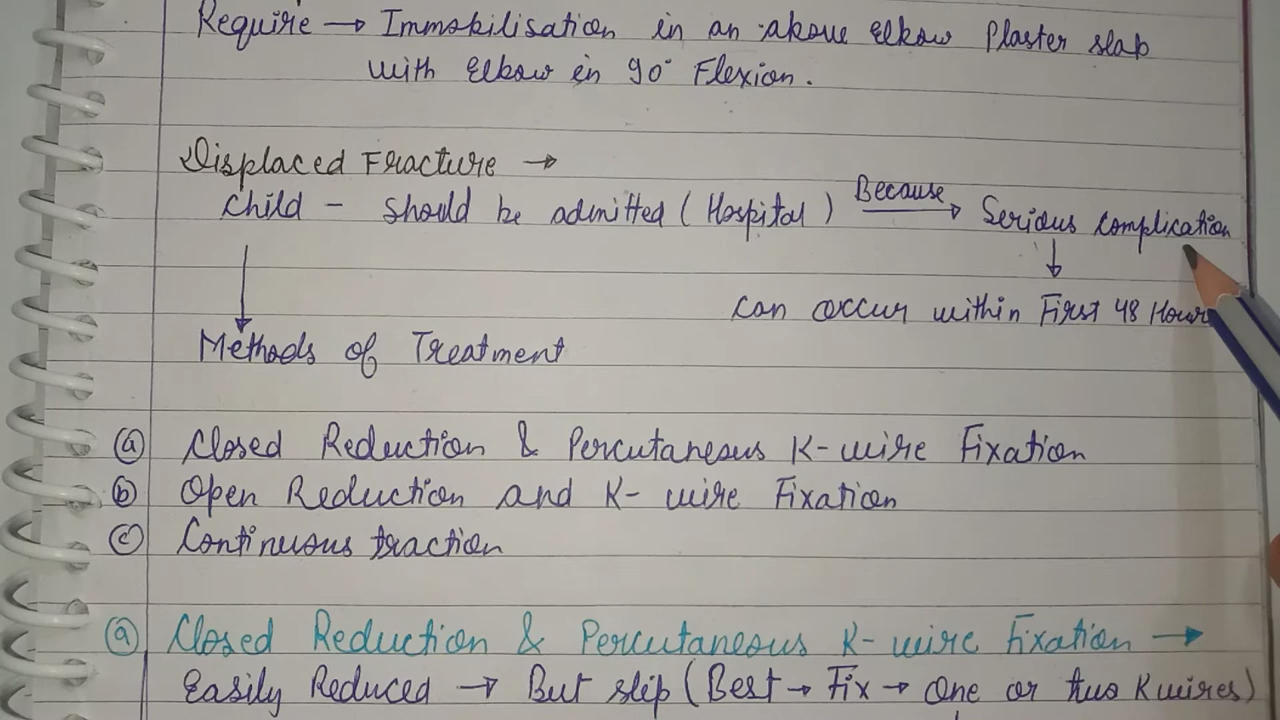 Require → Immobilisation in an above elbow Plaster slab
with Elbow in 90° Flexion.
Displaced Fracture →
Child - should be admitted (Hospital) Because → Serious complication
↓
can occur within First 48 Hours
↓
Methods of Treatment
(a) Closed Reduction & Percutaneous K-wire Fixation
(b) Open Reduction and K-wire Fixation
(c) Continuous traction
(a) Closed Reduction & Percutaneous K-wire Fixation →
Easily Reduced → But slip (Best → Fix → One or two K wires)